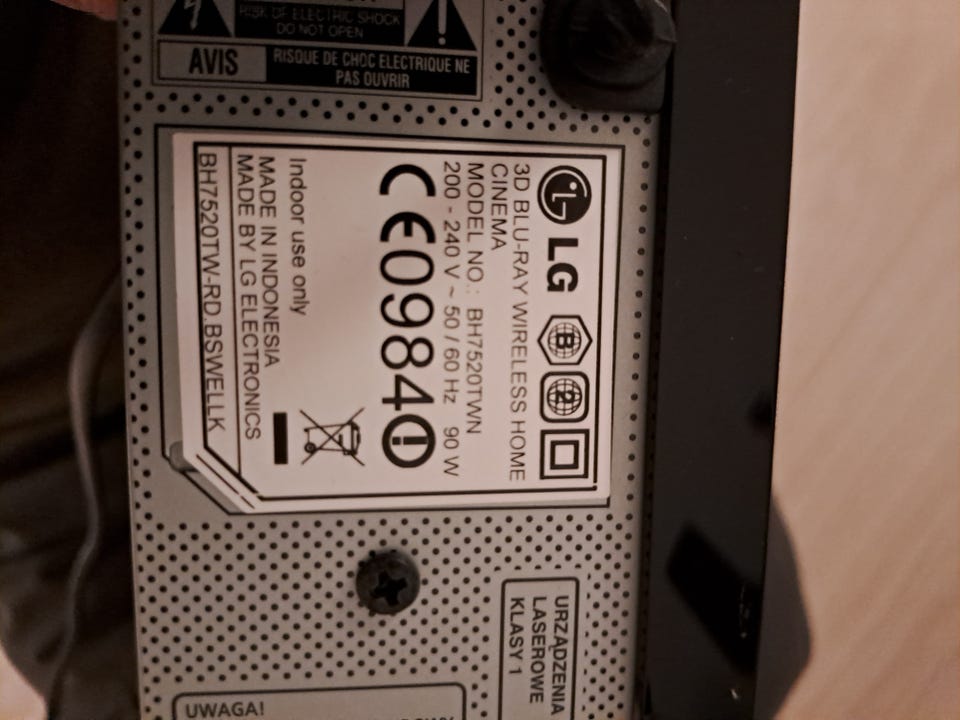 RISK OF ELECTRIC SHOCK
DO NOT OPEN
AVIS
RISQUE DE CHOC ELECTRIQUE NE
PAS OUVRIR
LG B 2
3D BLU-RAY WIRELESS HOME
CINEMA
MODEL NO.: BH7520TWN
200 - 240 V ~ 50 / 60 Hz 90 W
CE0984
Indoor use only
MADE IN INDONESIA
MADE BY LG ELECTRONICS
BH7520TW-RD.BSWELLK
URZĄDZENIA
LASEROWE
KLASY 1
UWAGA!